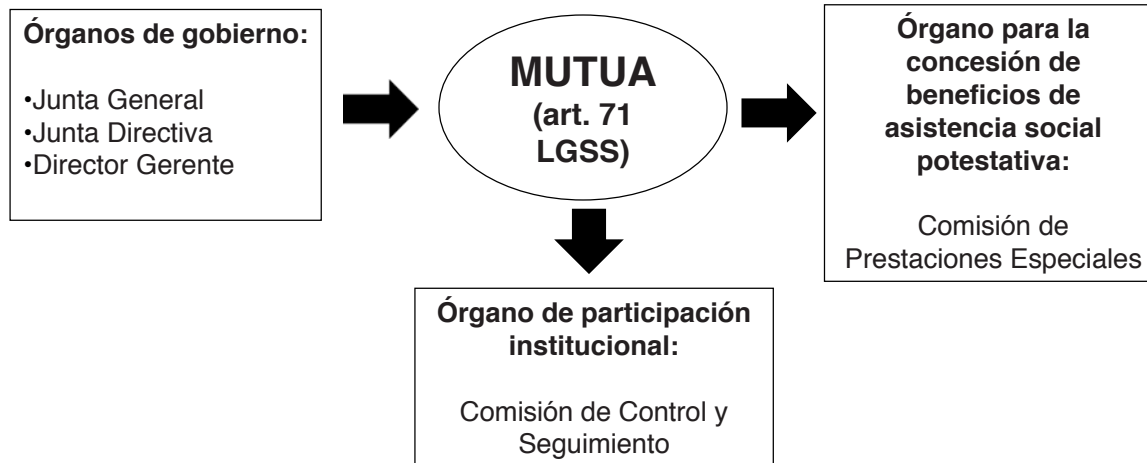 Órganos de gobierno:
•Junta General
•Junta Directiva
•Director Gerente
MUTUA
(art. 71
LGSS)
Órgano para la
concesión de
beneficios de
asistencia social
potestativa:
Comisión de
Prestaciones Especiales
Órgano de participación
institucional:
Comisión de Control y
Seguimiento